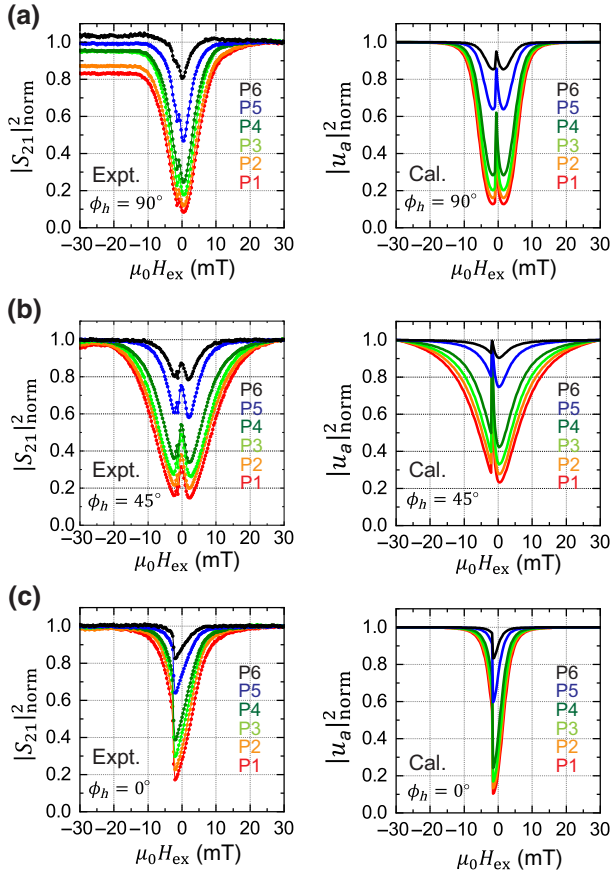 (a)
|S₂₁|²norm
1.0
0.8
0.6
0.4
0.2
0.0
P6
P5
P4
P3
P2
P1
Expt.
ϕₕ = 90°
−30 −20 −10 0 10 20 30
μ₀Hₑₓ (mT)
|uₐ|²norm
1.0
0.8
0.6
0.4
0.2
0.0
P6
P5
P4
P3
P2
P1
Cal.
ϕₕ = 90°
−30 −20 −10 0 10 20 30
μ₀Hₑₓ (mT)
(b)
|S₂₁|²norm
1.0
0.8
0.6
0.4
0.2
0.0
P6
P5
P4
P3
P2
P1
Expt.
ϕₕ = 45°
−30 −20 −10 0 10 20 30
μ₀Hₑₓ (mT)
|uₐ|²norm
1.0
0.8
0.6
0.4
0.2
0.0
P6
P5
P4
P3
P2
P1
Cal.
ϕₕ = 45°
−30 −20 −10 0 10 20 30
μ₀Hₑₓ (mT)
(c)
|S₂₁|²norm
1.0
0.8
0.6
0.4
0.2
0.0
P6
P5
P4
P3
P2
P1
Expt.
ϕₕ = 0°
−30 −20 −10 0 10 20 30
μ₀Hₑₓ (mT)
|uₐ|²norm
1.0
0.8
0.6
0.4
0.2
0.0
P6
P5
P4
P3
P2
P1
Cal.
ϕₕ = 0°
−30 −20 −10 0 10 20 30
μ₀Hₑₓ (mT)